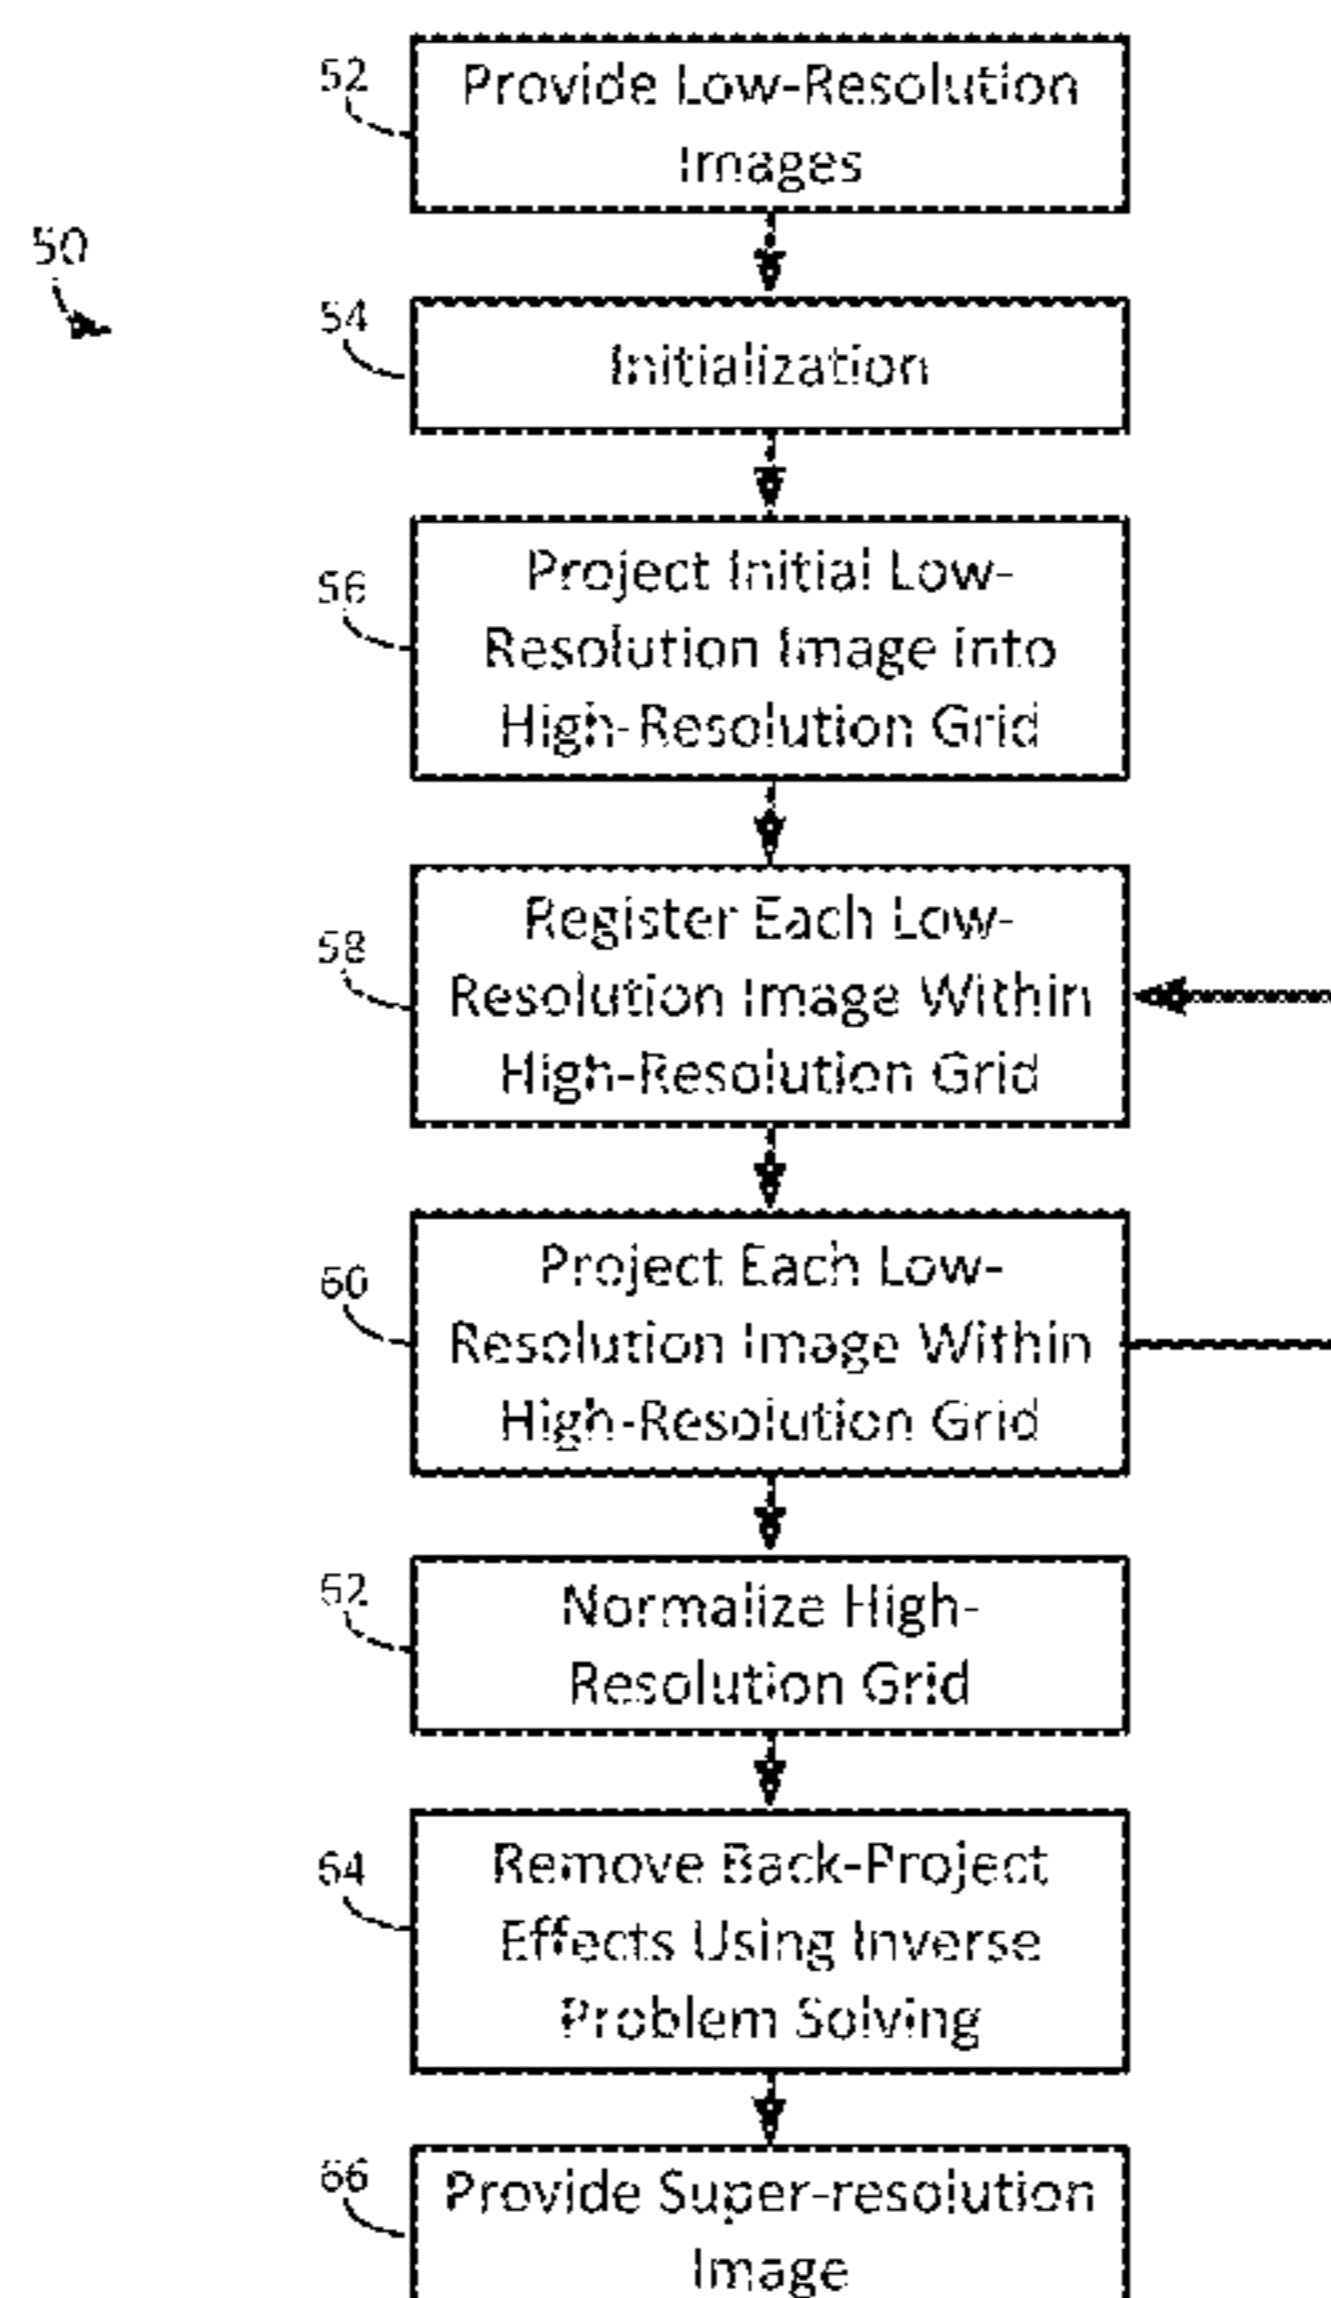 52
Provide Low-Resolution
Images
50
54
Initialization
56
Project Initial Low-
Resolution Image into
High-Resolution Grid
58
Register Each Low-
Resolution Image Within
High-Resolution Grid
60
Project Each Low-
Resolution Image Within
High-Resolution Grid
62
Normalize High-
Resolution Grid
64
Remove Back-Project
Effects Using Inverse
Problem Solving
66
Provide Super-resolution
Image